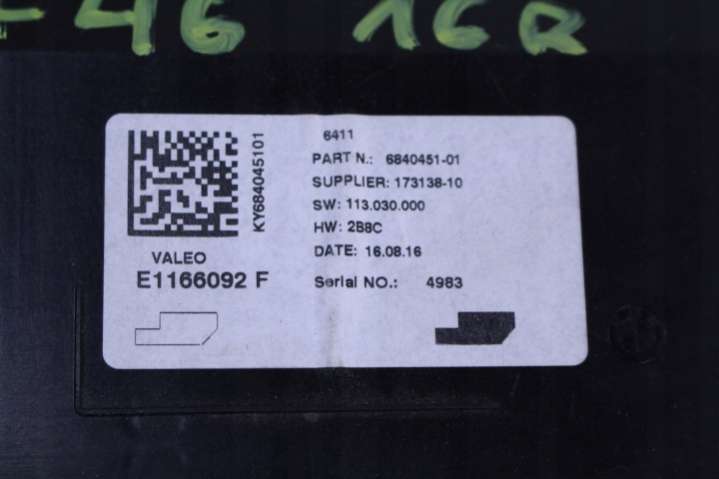 F46 16R
6411
PART N.: 6840451-01
SUPPLIER: 173138-10
SW: 113.030.000
HW: 2B8C
DATE: 16.08.16
Serial NO.: 4983
KY684045101
VALEO
E1166092 F